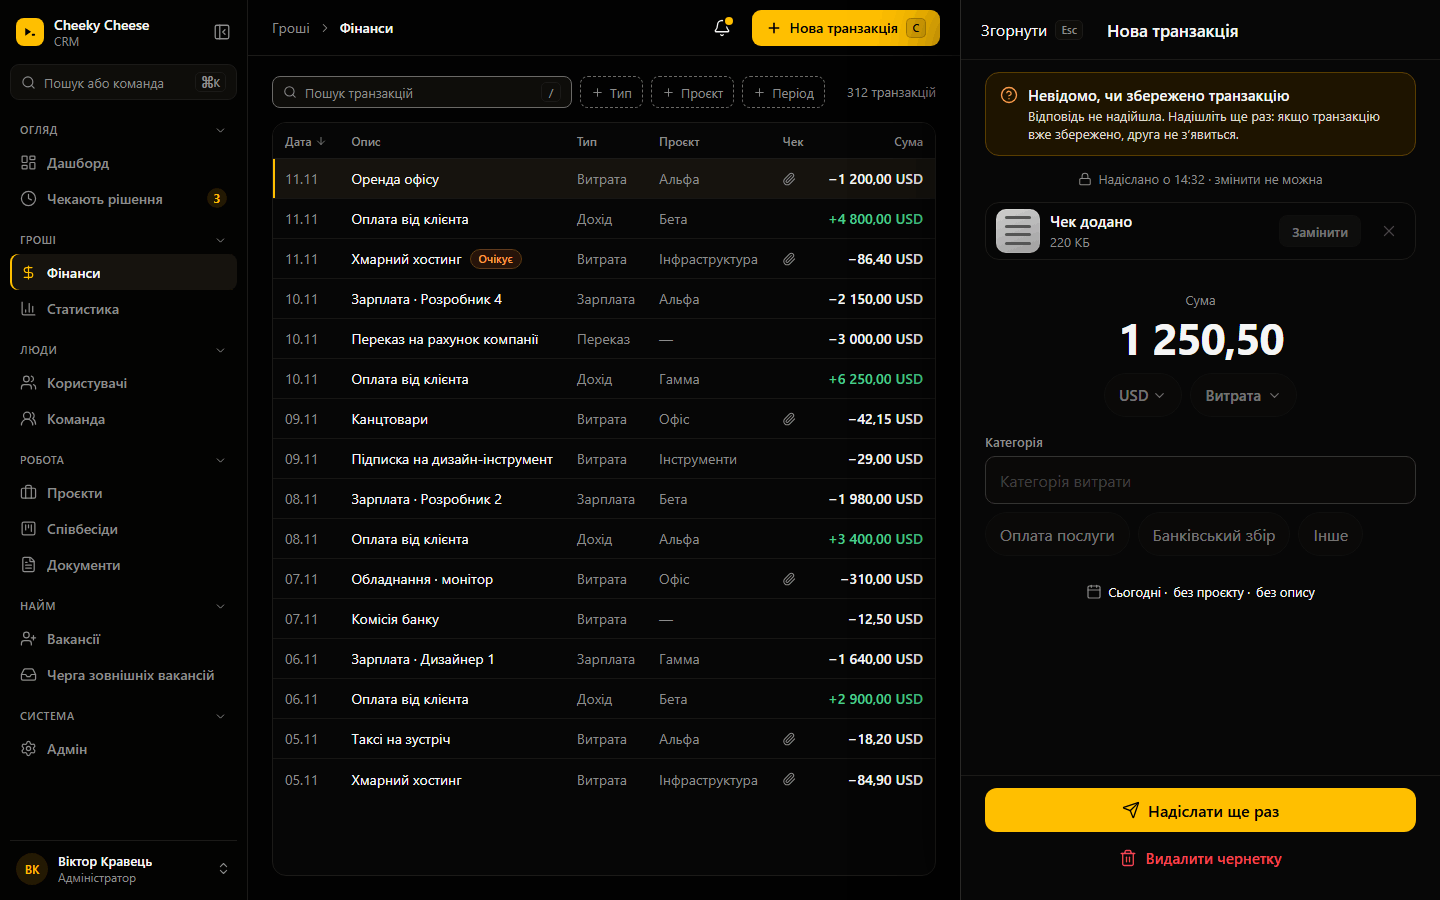 Cheeky Cheese
CRM
Пошук або команда
⌘K
ОГЛЯД
Дашборд
Чекають рішення
3
ГРОШІ
Фінанси
Статистика
ЛЮДИ
Користувачі
Команда
РОБОТА
Проєкти
Співбесіди
Документи
НАЙМ
Вакансії
Черга зовнішніх вакансій
СИСТЕМА
Адмін
ВК
Віктор Кравець
Адміністратор
Гроші > Фінанси
+ Нова транзакція C
Пошук транзакцій /
+ Тип
+ Проєкт
+ Період
312 транзакцій
Дата ↓ Опис Тип Проєкт Чек Сума
11.11 Оренда офісу Витрата Альфа −1 200,00 USD
11.11 Оплата від клієнта Дохід Бета +4 800,00 USD
11.11 Хмарний хостинг Очікує Витрата Інфраструктура −86,40 USD
10.11 Зарплата · Розробник 4 Зарплата Альфа −2 150,00 USD
10.11 Переказ на рахунок компанії Переказ — −3 000,00 USD
10.11 Оплата від клієнта Дохід Гамма +6 250,00 USD
09.11 Канцтовари Витрата Офіс −42,15 USD
09.11 Підписка на дизайн-інструмент Витрата Інструменти −29,00 USD
08.11 Зарплата · Розробник 2 Зарплата Бета −1 980,00 USD
08.11 Оплата від клієнта Дохід Альфа +3 400,00 USD
07.11 Обладнання · монітор Витрата Офіс −310,00 USD
07.11 Комісія банку Витрата — −12,50 USD
06.11 Зарплата · Дизайнер 1 Зарплата Гамма −1 640,00 USD
06.11 Оплата від клієнта Дохід Бета +2 900,00 USD
05.11 Таксі на зустріч Витрата Альфа −18,20 USD
05.11 Хмарний хостинг Витрата Інфраструктура −84,90 USD
Згорнути Esc Нова транзакція
Невідомо, чи збережено транзакцію
Відповідь не надійшла. Надішліть ще раз: якщо транзакцію
вже збережено, друга не зʼявиться.
Надіслано о 14:32 · змінити не можна
Чек додано
220 КБ
Замінити
Сума
1 250,50
USD
Витрата
Категорія
Категорія витрати
Оплата послуги
Банківський збір
Інше
Сьогодні · без проєкту · без опису
Надіслати ще раз
Видалити чернетку